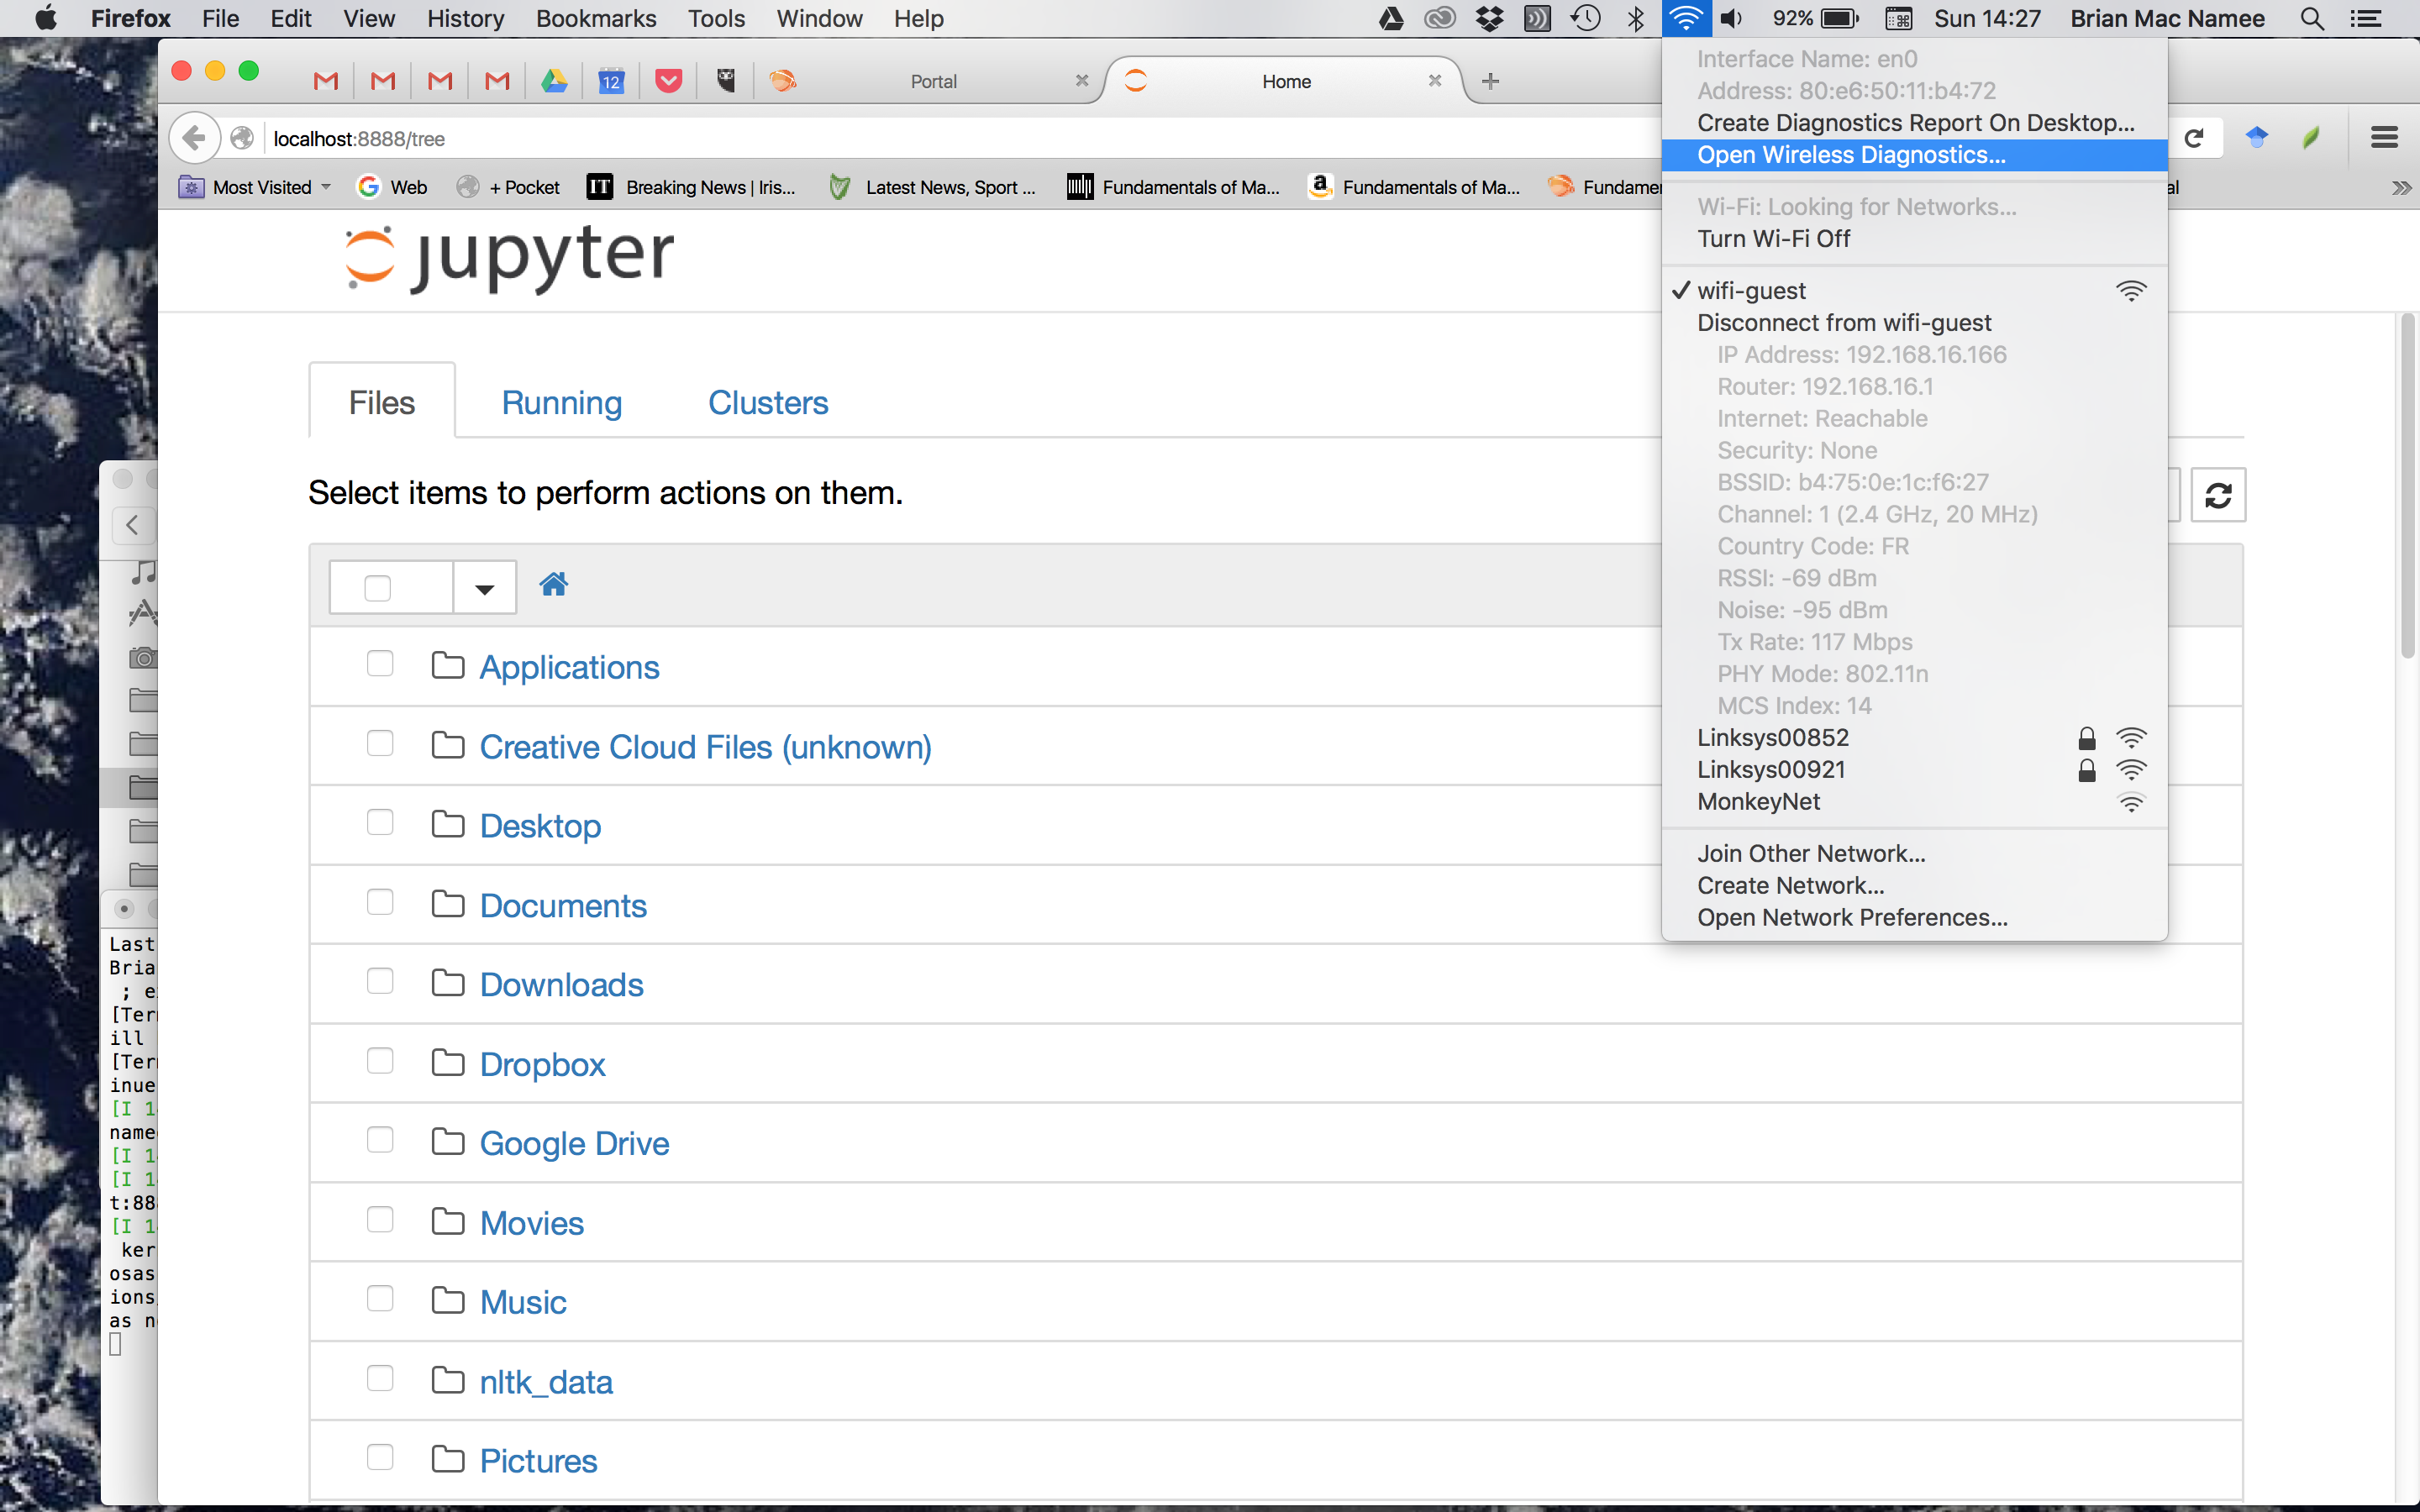 Firefox File Edit View History Bookmarks Tools Window Help 92% Sun 14:27 Brian Mac Namee
12 Portal Home
localhost:8888/tree
Most Visited Web + Pocket IT Breaking News | Iris... Latest News, Sport ... Fundamentals of Ma... a Fundamentals of Ma... al
jupyter
Files Running Clusters
Select items to perform actions on them.
Applications
Creative Cloud Files (unknown)
Desktop
Documents
Downloads
Dropbox
Google Drive
Movies
Music
nltk_data
Pictures
Interface Name: en0
Address: 80:e6:50:11:b4:72
Create Diagnostics Report On Desktop...
Open Wireless Diagnostics...
Wi-Fi: Looking for Networks...
Turn Wi-Fi Off
✓ wifi-guest
Disconnect from wifi-guest
IP Address: 192.168.16.166
Router: 192.168.16.1
Internet: Reachable
Security: None
BSSID: b4:75:0e:1c:f6:27
Channel: 1 (2.4 GHz, 20 MHz)
Country Code: FR
RSSI: -69 dBm
Noise: -95 dBm
Tx Rate: 117 Mbps
PHY Mode: 802.11n
MCS Index: 14
Linksys00852
Linksys00921
MonkeyNet
Join Other Network...
Create Network...
Open Network Preferences...
Last
Bria
; e
[Ter
ill
[Ter
inue
[I 1
name
[I 1
[I 1
t:88
[I 1
ker
osas
ions
as n